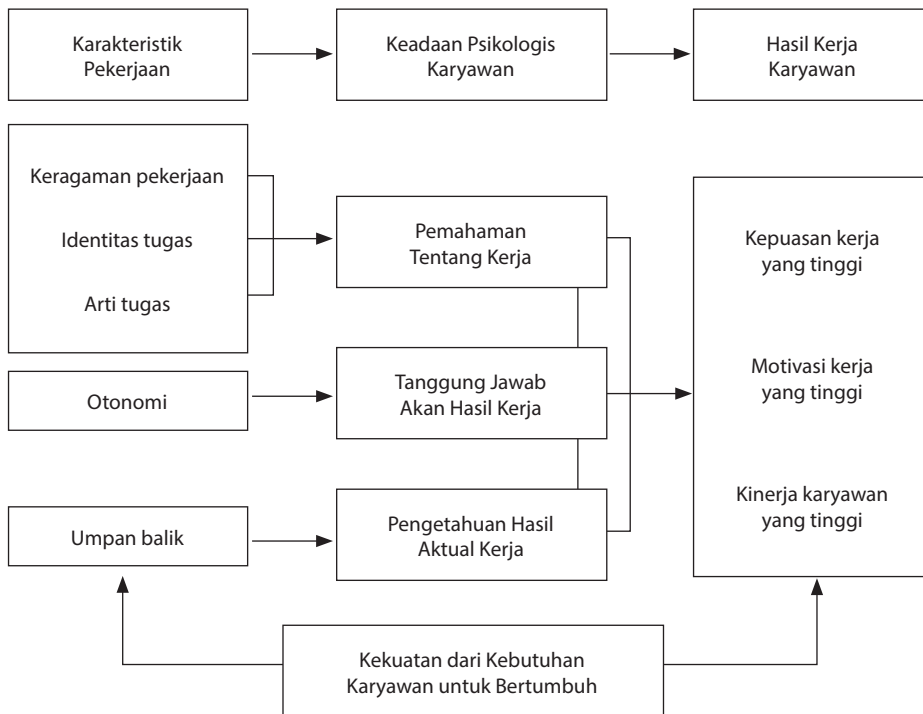 Karakteristik
Pekerjaan
Keadaan Psikologis
Karyawan
Hasil Kerja
Karyawan
Keragaman pekerjaan
Identitas tugas
Arti tugas
Pemahaman
Tentang Kerja
Kepuasan kerja
yang tinggi
Otonomi
Tanggung Jawab
Akan Hasil Kerja
Motivasi kerja
yang tinggi
Umpan balik
Pengetahuan Hasil
Aktual Kerja
Kinerja karyawan
yang tinggi
Kekuatan dari Kebutuhan
Karyawan untuk Bertumbuh